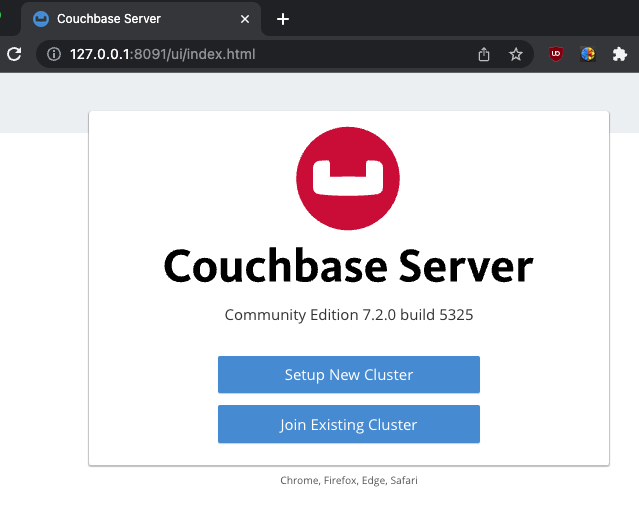 Couchbase Server
127.0.0.1:8091/ui/index.html
Couchbase Server
Community Edition 7.2.0 build 5325
Setup New Cluster
Join Existing Cluster
Chrome, Firefox, Edge, Safari